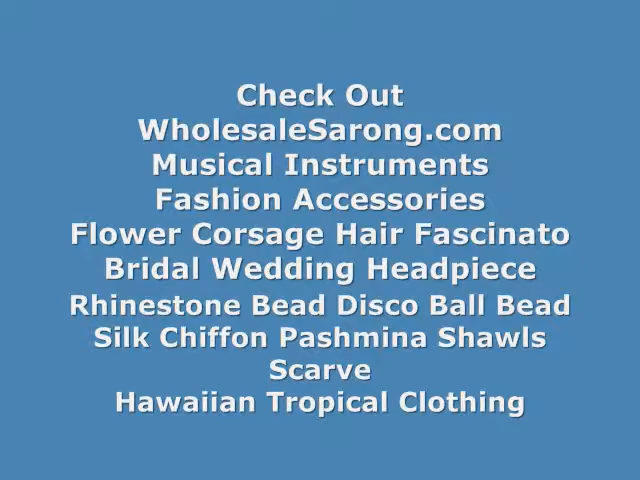 Check Out
WholesaleSarong.com
Musical Instruments
Fashion Accessories
Flower Corsage Hair Fascinato
Bridal Wedding Headpiece
Rhinestone Bead Disco Ball Bead
Silk Chiffon Pashmina Shawls
Scarve
Hawaiian Tropical Clothing